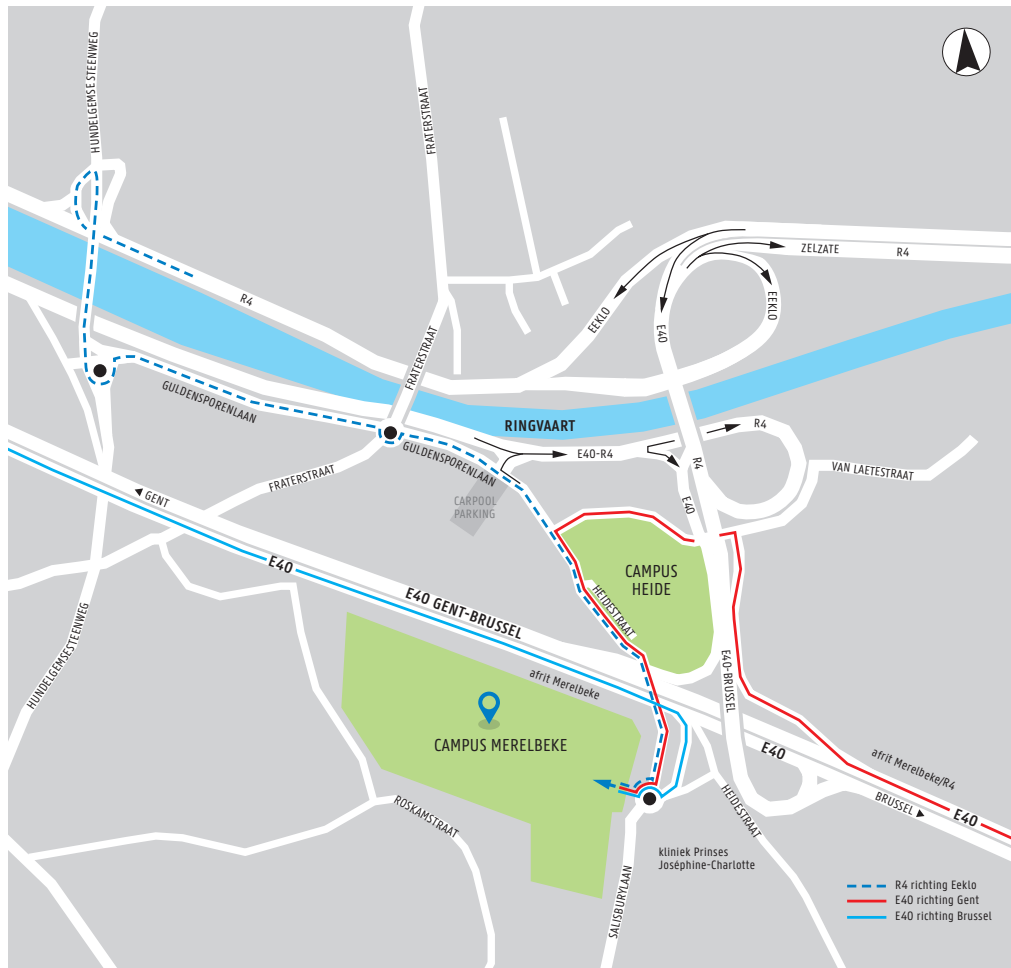 HUNDELGEMSESTEENWEG
FRATERSTRAAT
ZELZATE
R4
EEKLO
EEKLO
E40
R4
FRATERSTRAAT
GULDENSPORENLAAN
RINGVAART
R4
GULDENSPORENLAAN
E40-R4
R4
VAN LAETESTRAAT
FRATERSTRAAT
GENT
CARPOOL
PARKING
E40
E40
CAMPUS
HEIDE
E40 GENT-BRUSSEL
HEIDESTRAAT
HUNDELGEMSESTEENWEG
afrit Merelbeke
E40-BRUSSEL
CAMPUS MERELBEKE
E40
afrit Merelbeke/R4
BRUSSEL
E40
ROSKAMSTRAAT
HEIDESTRAAT
kliniek Prinses
Joséphine-Charlotte
SALISBURYLAAN
R4 richting Eeklo
E40 richting Gent
E40 richting Brussel